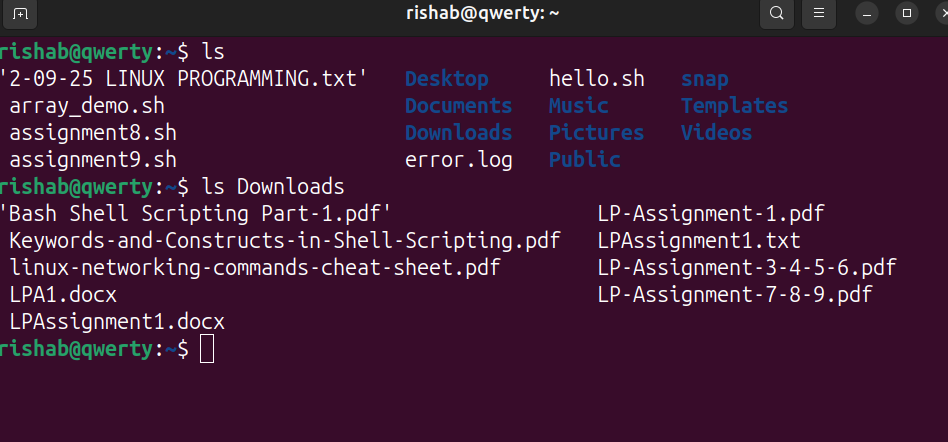 rishab@qwerty: ~
rishab@qwerty:~$ ls
'2-09-25 LINUX PROGRAMMING.txt' Desktop hello.sh snap
array_demo.sh Documents Music Templates
assignment8.sh Downloads Pictures Videos
assignment9.sh error.log Public
rishab@qwerty:~$ ls Downloads
'Bash Shell Scripting Part-1.pdf' LP-Assignment-1.pdf
Keywords-and-Constructs-in-Shell-Scripting.pdf LPAssignment1.txt
linux-networking-commands-cheat-sheet.pdf LP-Assignment-3-4-5-6.pdf
LPA1.docx LP-Assignment-7-8-9.pdf
LPAssignment1.docx
rishab@qwerty:~$